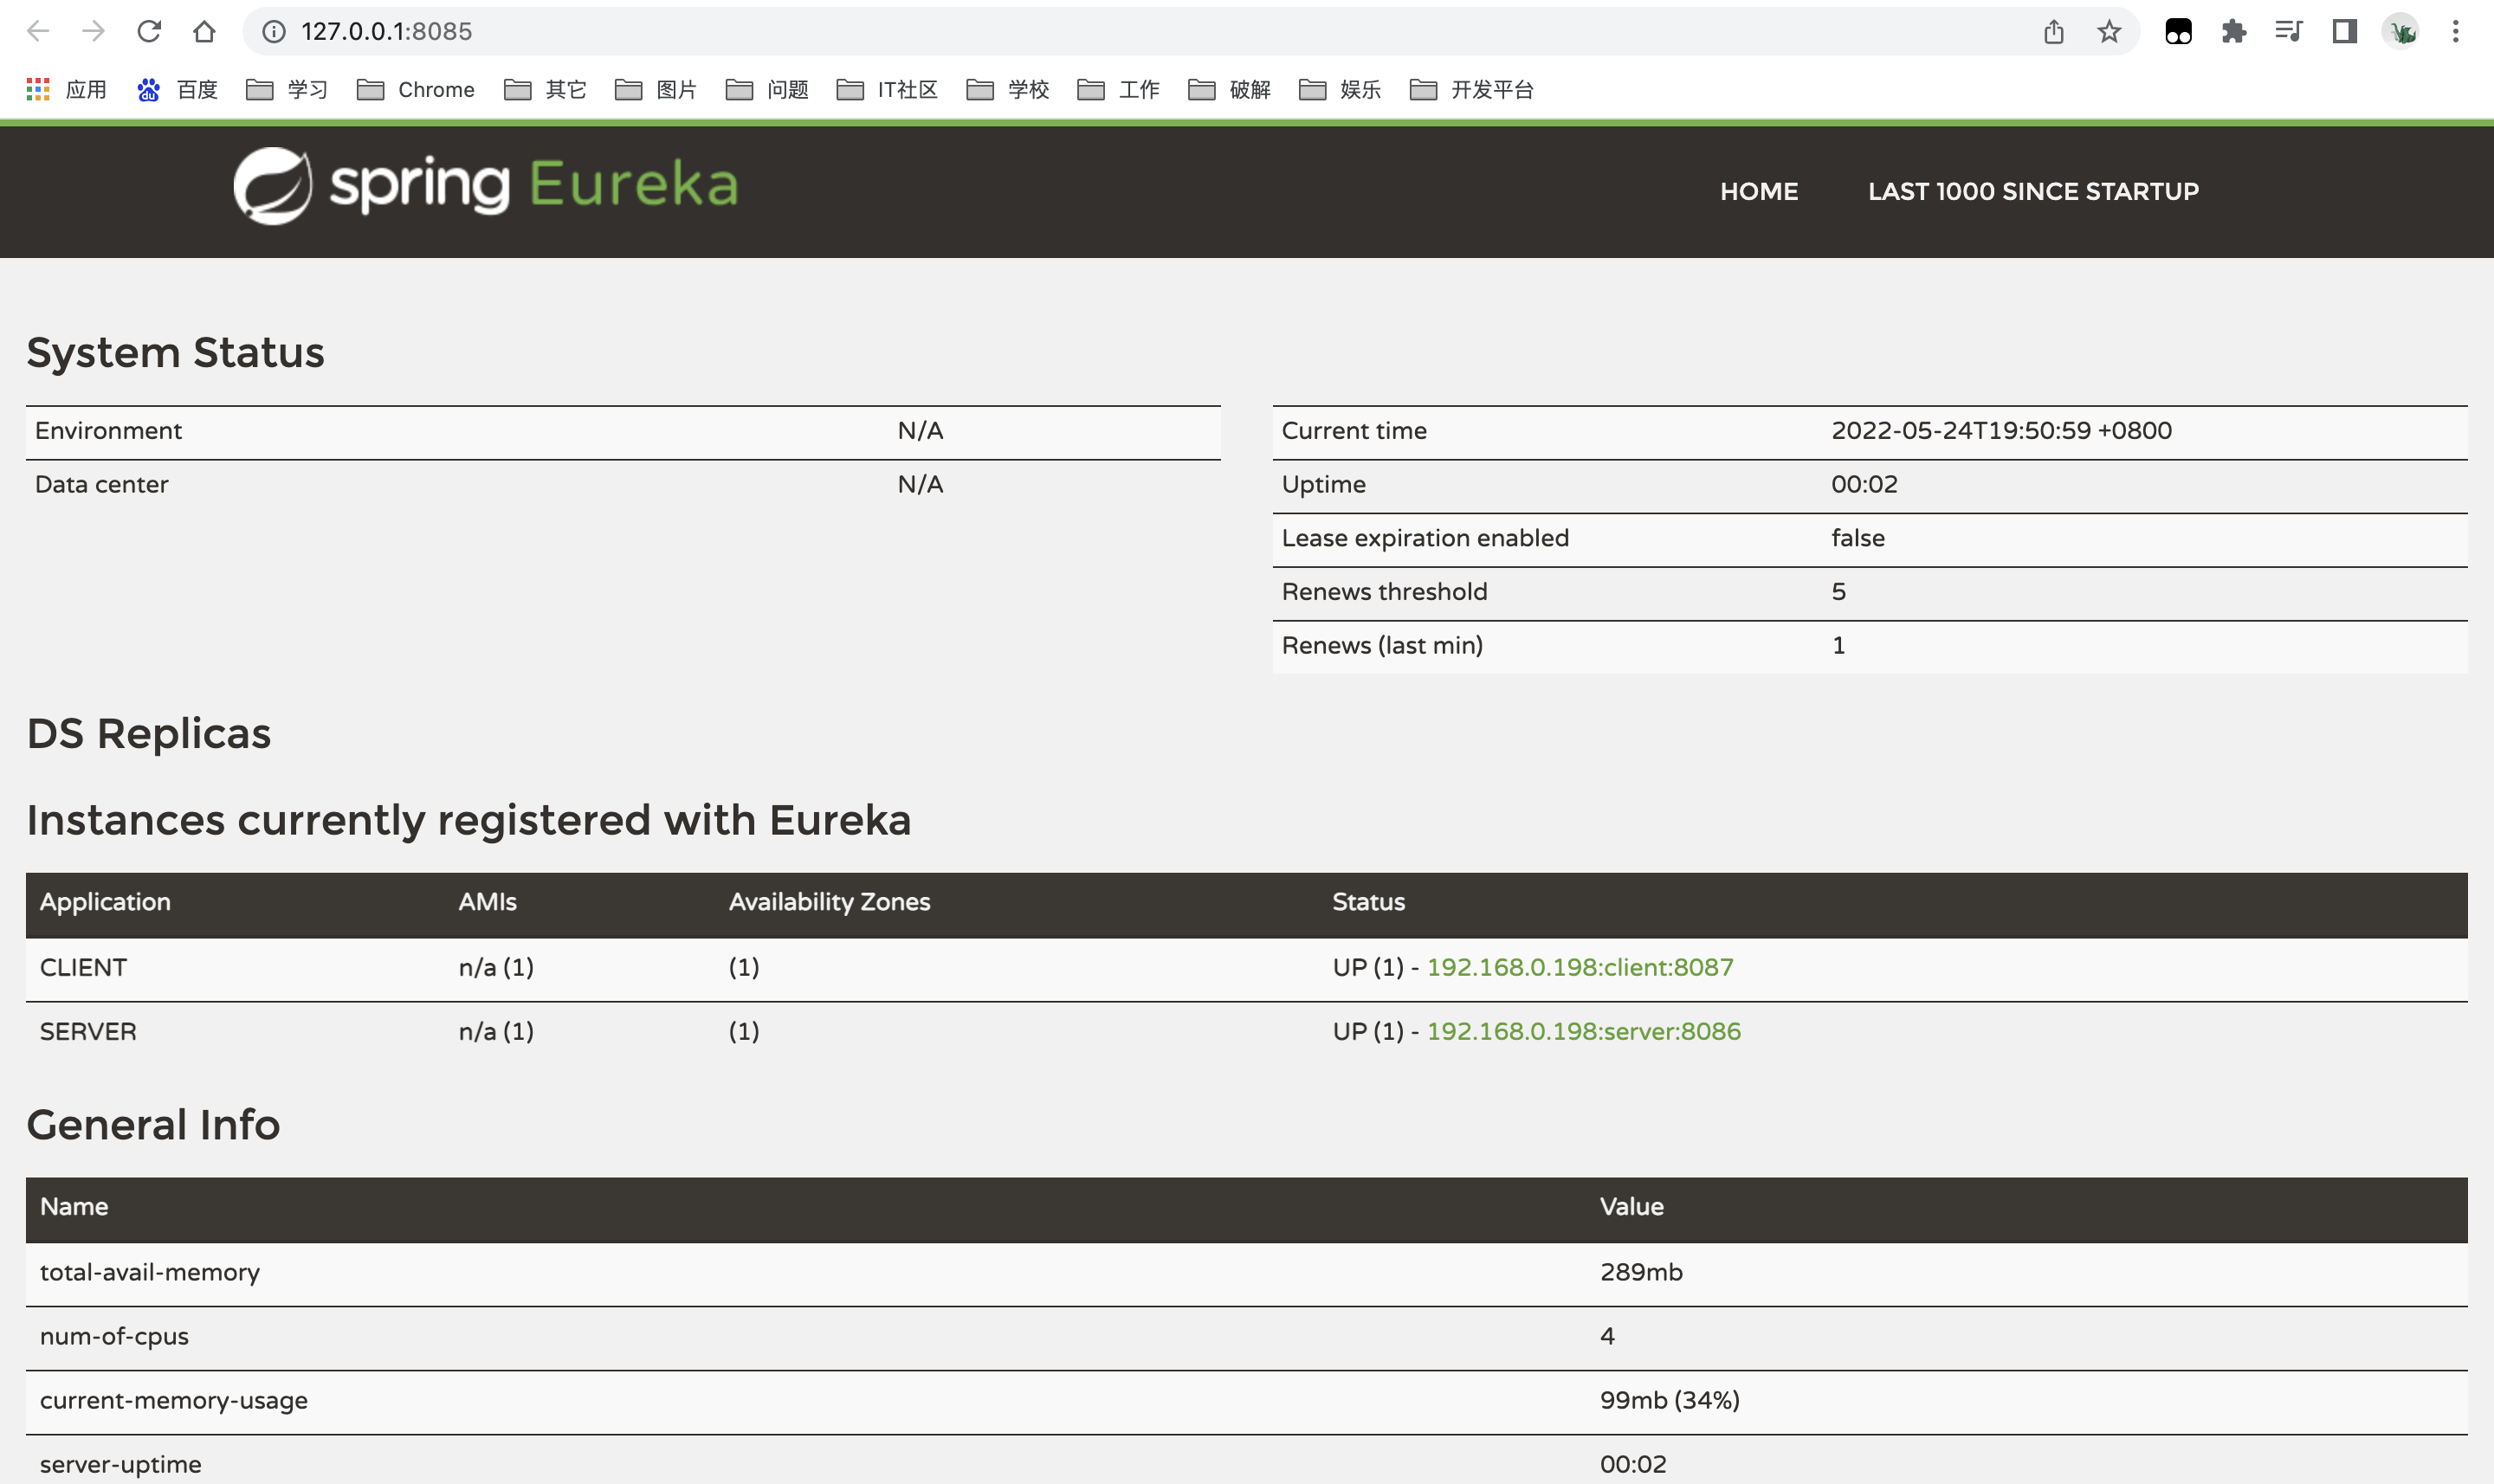 127.0.0.1:8085
应用 百度 学习 Chrome 其它 图片 问题 IT社区 学校 工作 破解 娱乐 开发平台
spring Eureka HOME LAST 1000 SINCE STARTUP
System Status
Environment N/A
Data center N/A
Current time 2022-05-24T19:50:59 +0800
Uptime 00:02
Lease expiration enabled false
Renews threshold 5
Renews (last min) 1
DS Replicas
Instances currently registered with Eureka
Application AMIs Availability Zones Status
CLIENT n/a (1) (1) UP (1) - 192.168.0.198:client:8087
SERVER n/a (1) (1) UP (1) - 192.168.0.198:server:8086
General Info
Name Value
total-avail-memory 289mb
num-of-cpus 4
current-memory-usage 99mb (34%)
server-uptime 00:02